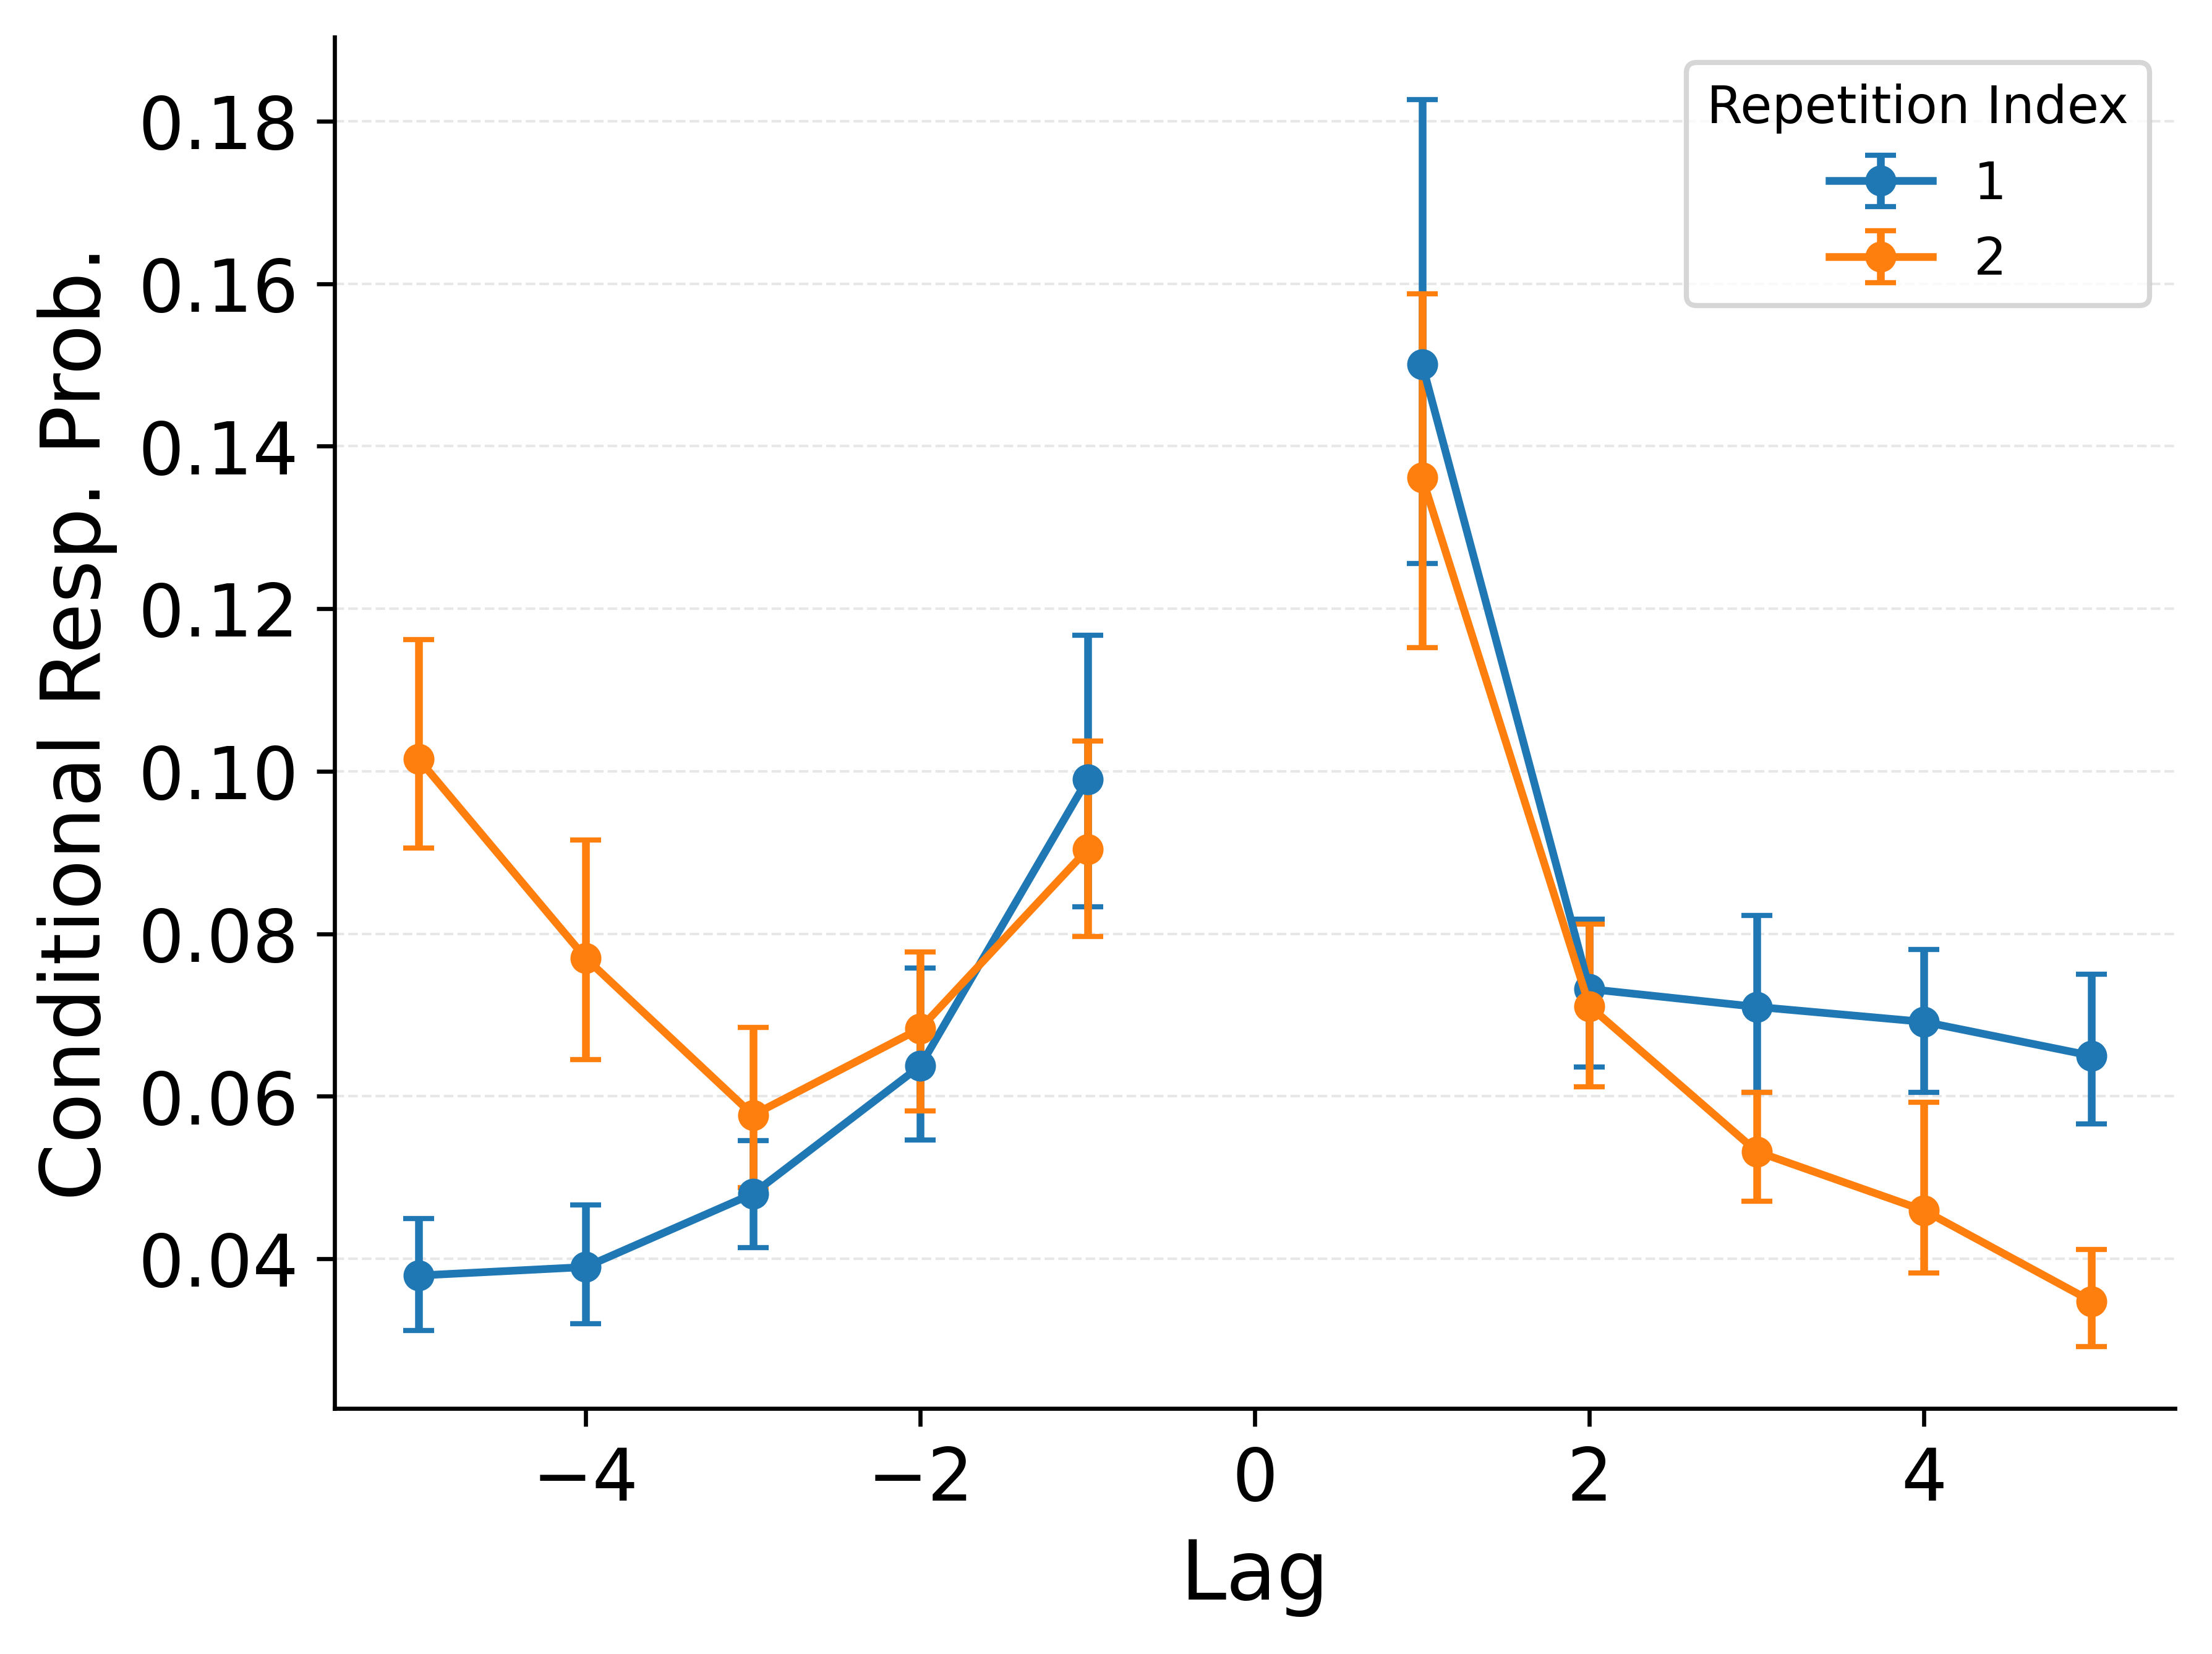 Conditional Resp. Prob.
0.18
0.16
0.14
0.12
0.10
0.08
0.06
0.04
Repetition Index
1
2
−4 −2 0 2 4
Lag